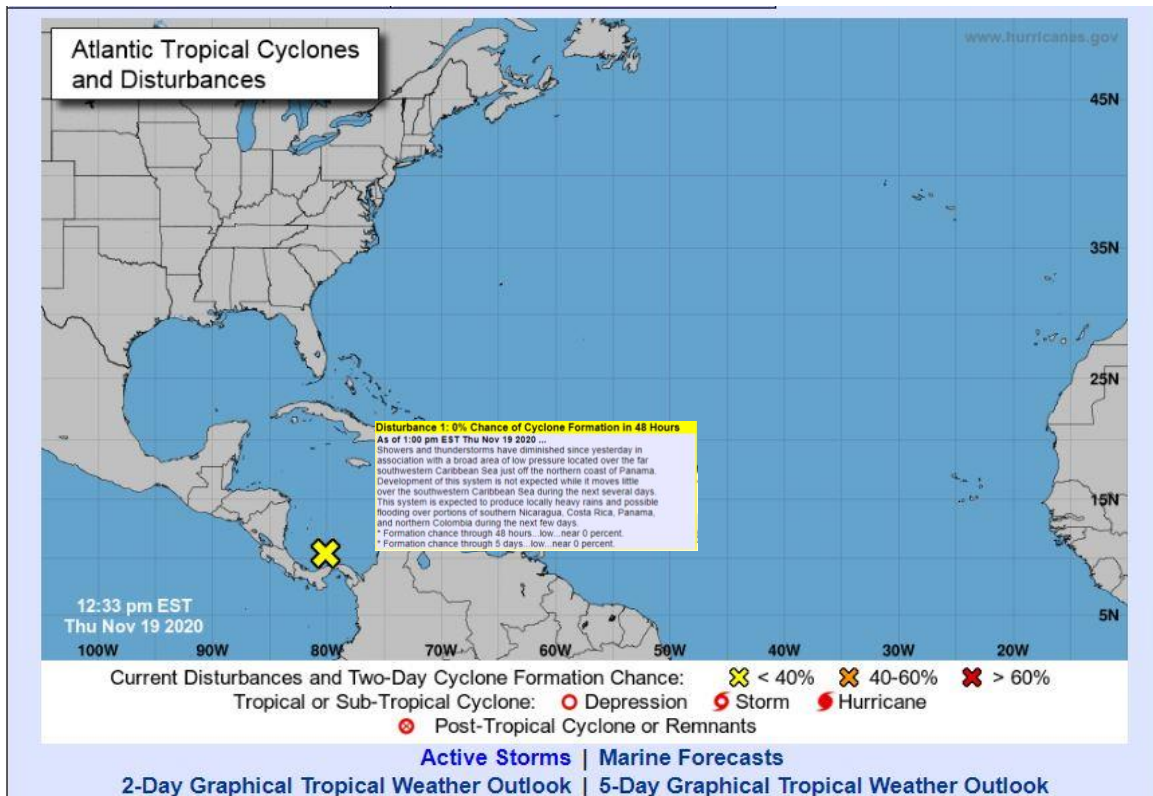 Atlantic Tropical Cyclones
and Disturbances
www.hurricanes.gov
45N
35N
25N
Disturbance 1: 0% Chance of Cyclone Formation in 48 Hours
As of 1:00 pm EST Thu Nov 19 2020 ...
Showers and thunderstorms have diminished since yesterday in
association with a broad area of low pressure located over the far
southwestern Caribbean Sea just off the northern coast of Panama.
Development of this system is not expected while it moves little
over the southwestern Caribbean Sea during the next several days.
This system is expected to produce locally heavy rains and possible
flooding over portions of southern Nicaragua, Costa Rica, Panama,
and northern Colombia during the next few days.
* Formation chance through 48 hours...low...near 0 percent.
* Formation chance through 5 days...low...near 0 percent.
15N
12:33 pm EST
Thu Nov 19 2020
5N
100W 90W 80W 70W 60W 50W 40W 30W 20W
Current Disturbances and Two-Day Cyclone Formation Chance: < 40% 40-60% > 60%
Tropical or Sub-Tropical Cyclone: Depression Storm Hurricane
Post-Tropical Cyclone or Remnants
Active Storms | Marine Forecasts
2-Day Graphical Tropical Weather Outlook | 5-Day Graphical Tropical Weather Outlook